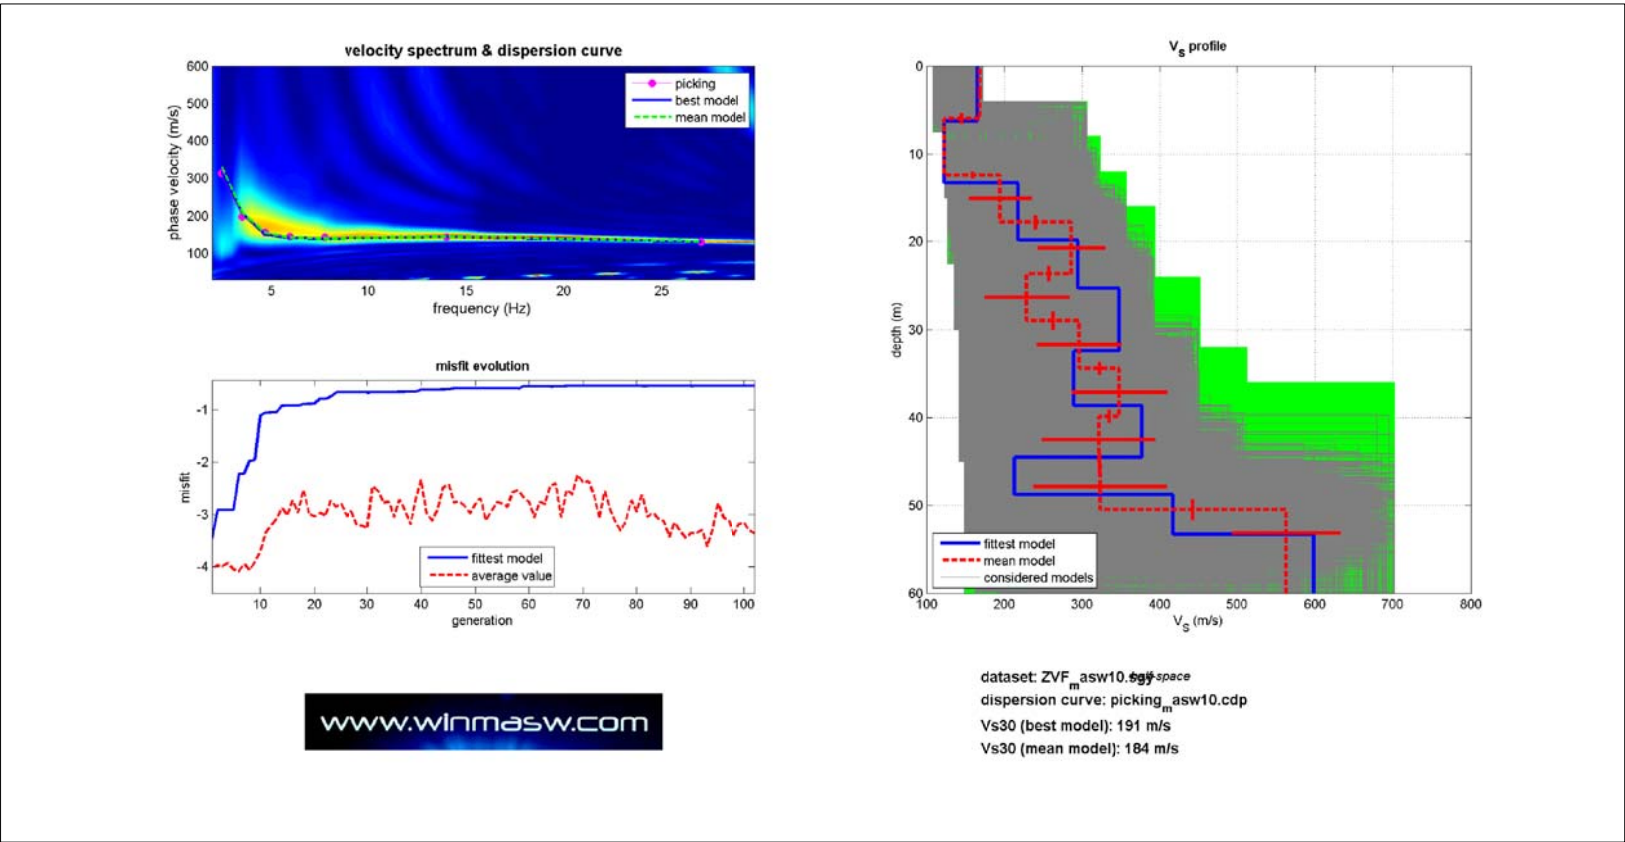 velocity spectrum & dispersion curve
600
500
400
300
200
100
phase velocity (m/s)
picking
best model
mean model
5
10
15
20
25
frequency (Hz)
misfit evolution
-1
-2
-3
-4
misfit
fittest model
average value
10
20
30
40
50
60
70
80
90
100
generation
www.winmasw.com
VS profile
0
10
20
30
40
50
60
depth (m)
fittest model
mean model
considered models
100
200
300
400
500
600
700
800
VS (m/s)
dataset: ZVFmasw10.sgy
dispersion curve: pickingmasw10.cdp
Vs30 (best model): 191 m/s
Vs30 (mean model): 184 m/s